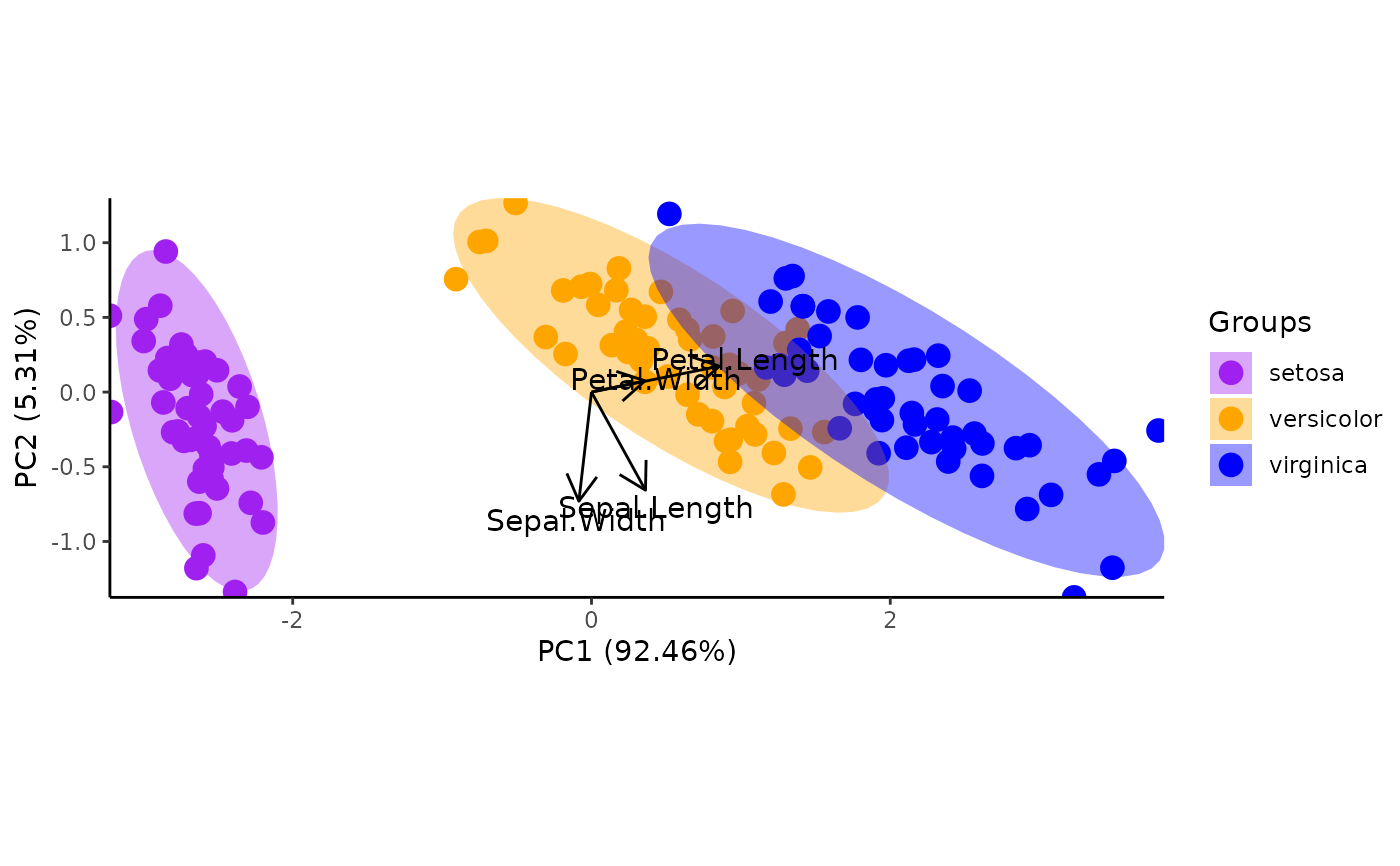 1.0
0.5
0.0
-0.5
-1.0
PC2 (5.31%)
Petal.Length
Petal.Width
Sepal.Length
Sepal.Width
-2
0
2
PC1 (92.46%)
Groups
setosa
versicolor
virginica